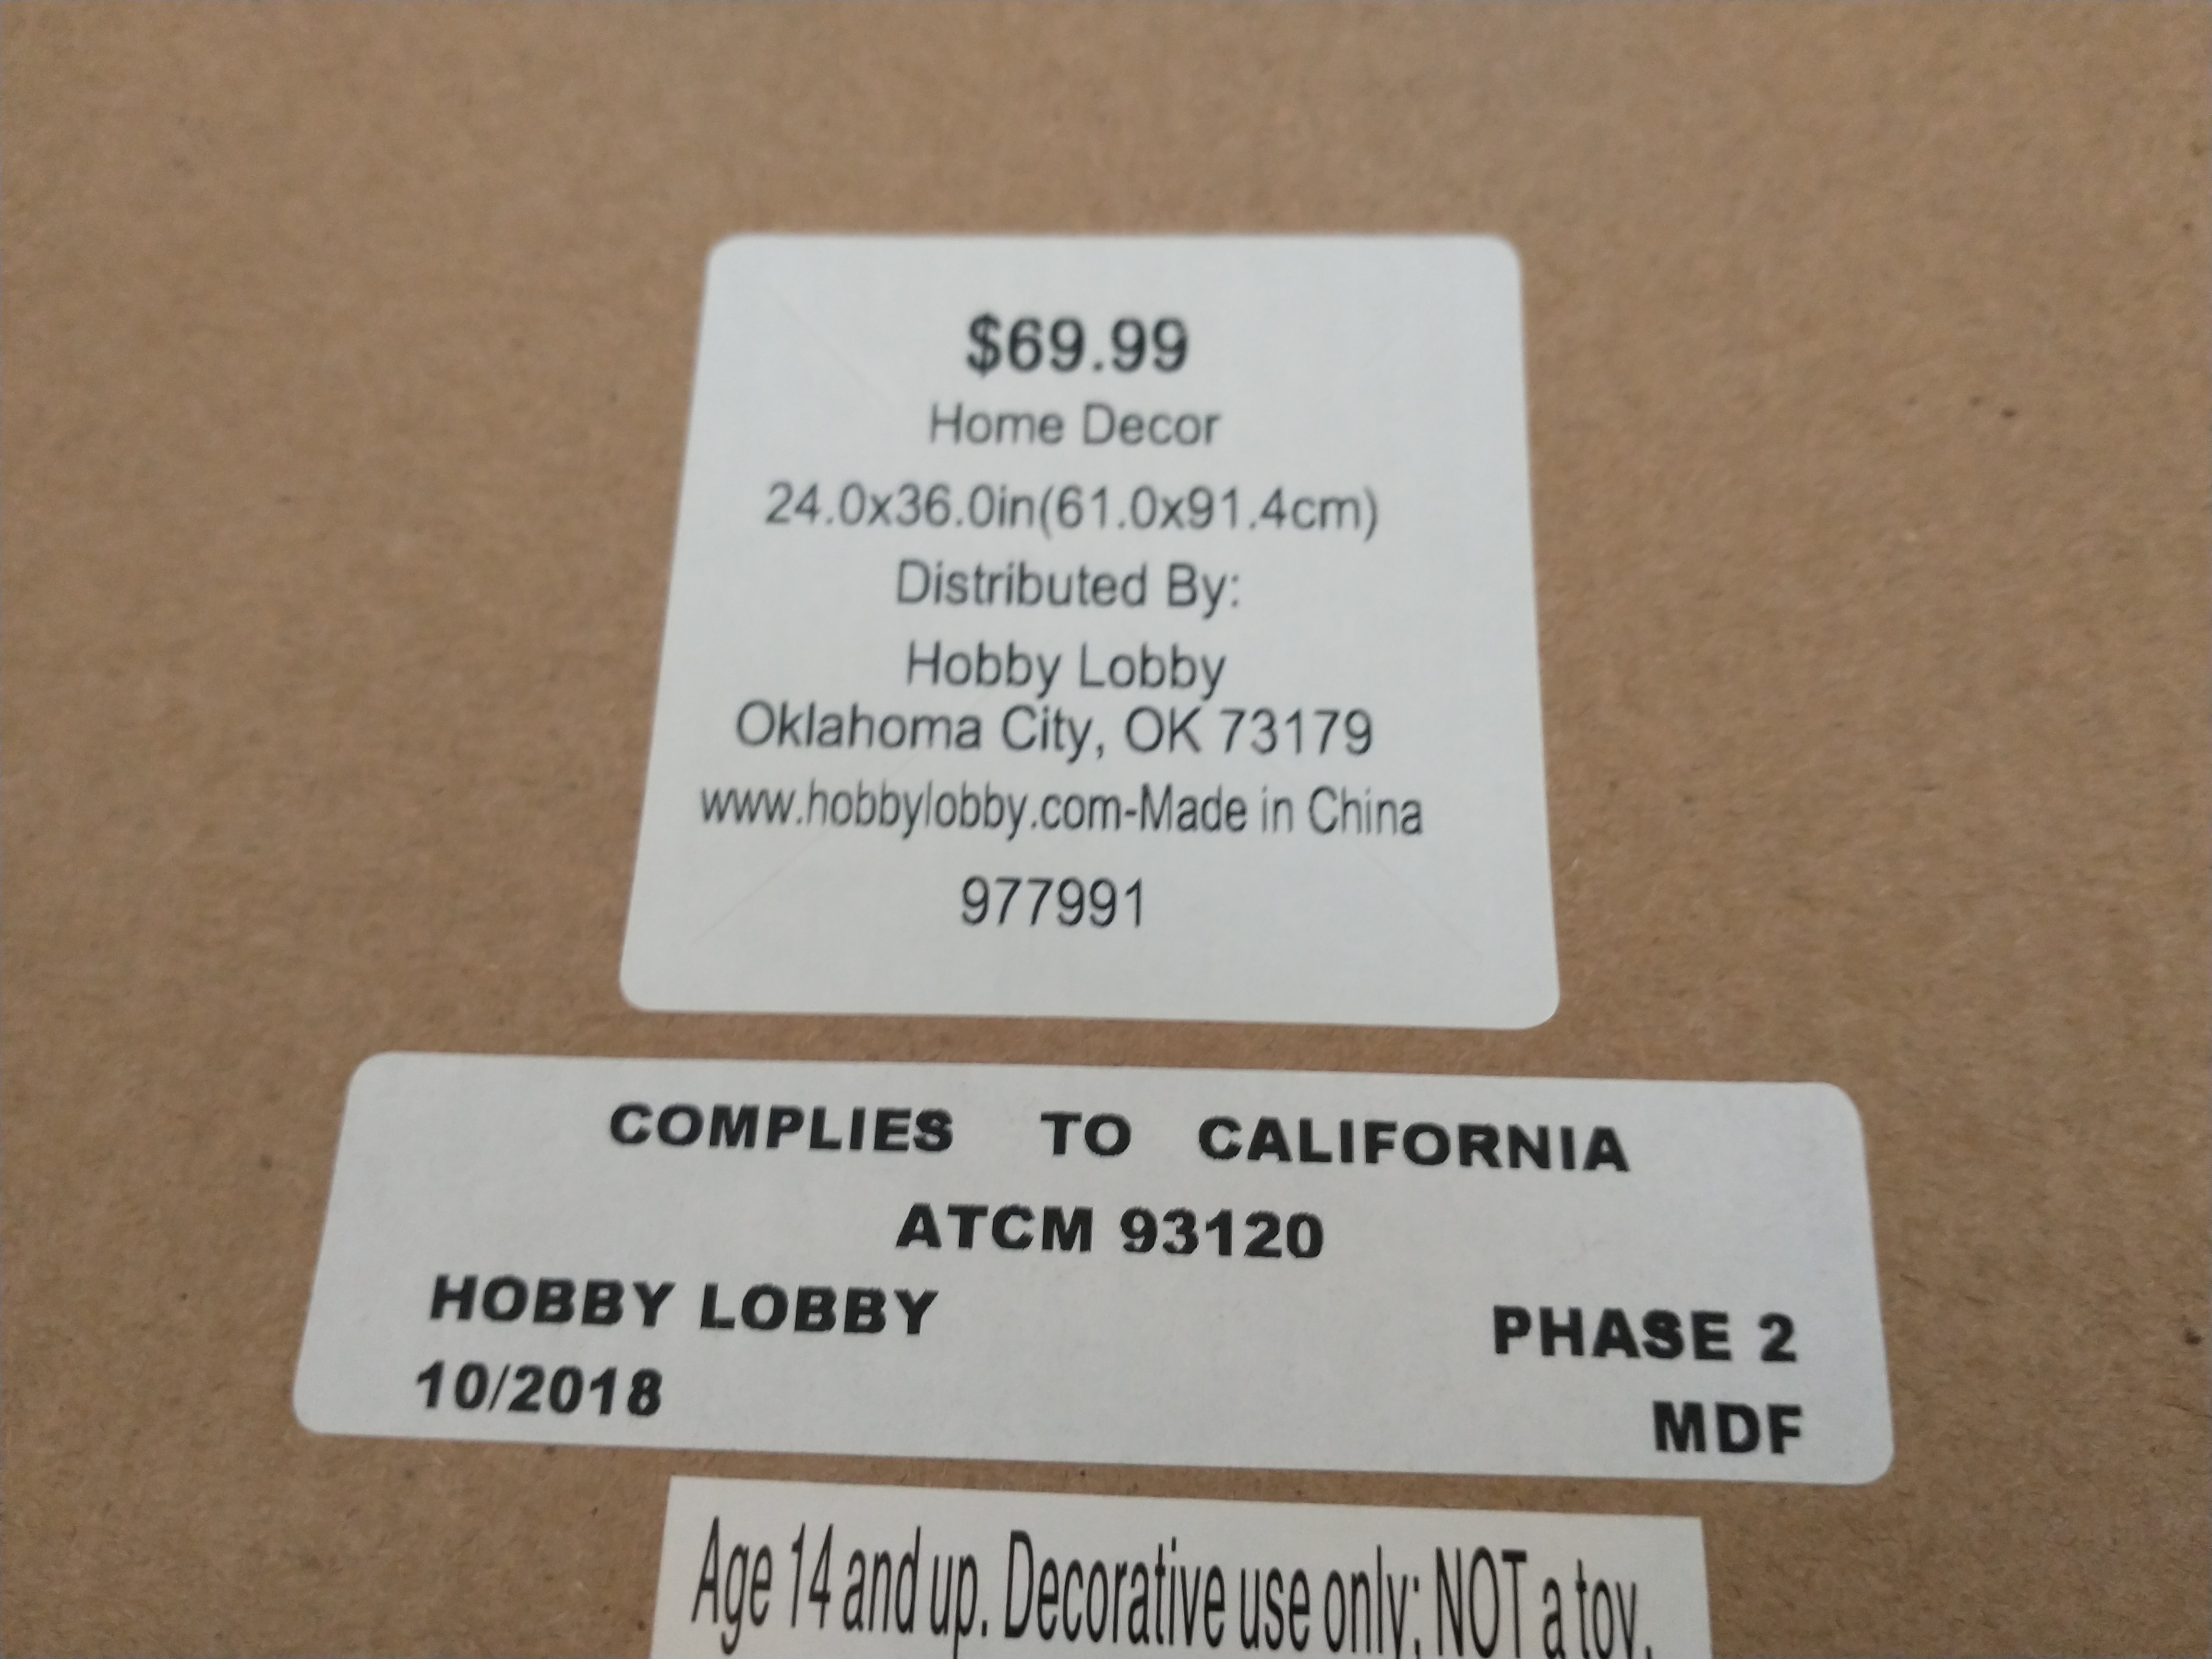 $69.99
Home Decor
24.0x36.0in(61.0x91.4cm)
Distributed By:
Hobby Lobby
Oklahoma City, OK 73179
www.hobbylobby.com-Made in China
977991
COMPLIES TO CALIFORNIA
ATCM 93120
HOBBY LOBBY
PHASE 2
10/2018
MDF
Age 14 and up. Decorative use only; NOT a toy.